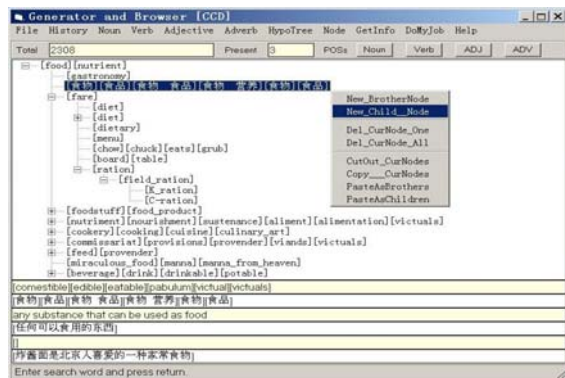 Generator and Browser [CCD]
File History Noun Verb Adjective Adverb HypoTree Node GetInfo DoMyJob Help
Total 2308 Present 3 POSs Noun Verb ADJ ADV
[food][nutrient]
[gastronomy]
[食物][食品][食物 食品][食物 营养][食物][食品]
[fare]
[diet]
[diet]
[dietary]
[menu]
[chow][chuck][eats][grub]
[board][table]
[ration]
[field_ration]
[K_ration]
[C-ration]
[foodstuff][food_product]
[nutriment][nourishment][sustenance][aliment][alimentation][victuals]
[cookery][cooking][cuisine][culinary_art]
[commissariat][provisions][provender][viands][victuals]
[feed][provender]
[miraculous_food][manna][manna_from_heaven]
[beverage][drink][drinkable][potable]
New_BrotherNode
New_Child__Node
Del_CurNode_One
Del_CurNode_All
CutOut_CurNodes
Copy___CurNodes
PasteAsBrothers
PasteAsChildren
[comestible][edible][eatable][pabulum][victual][victuals]
[食物][食品][食物 食品][食物 营养][食物][食品]
any substance that can be used as food
[任何可以食用的东西]
[]
[炸酱面是北京人喜爱的一种家常食物]
Enter search word and press return.